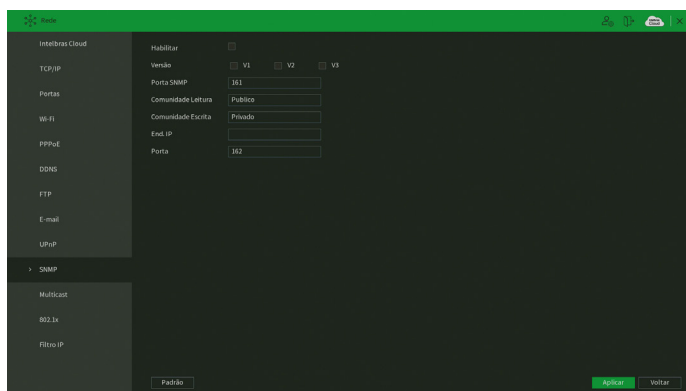 Rede
Intelbras Cloud
TCP/IP
Portas
Wi-Fi
PPPoE
DDNS
FTP
E-mail
UPnP
> SNMP
Multicast
802.1x
Filtro IP
Habilitar
Versão V1 V2 V3
Porta SNMP 161
Comunidade Leitura Publico
Comunidade Escrita Privado
End. IP
Porta 162
Padrão Aplicar Voltar